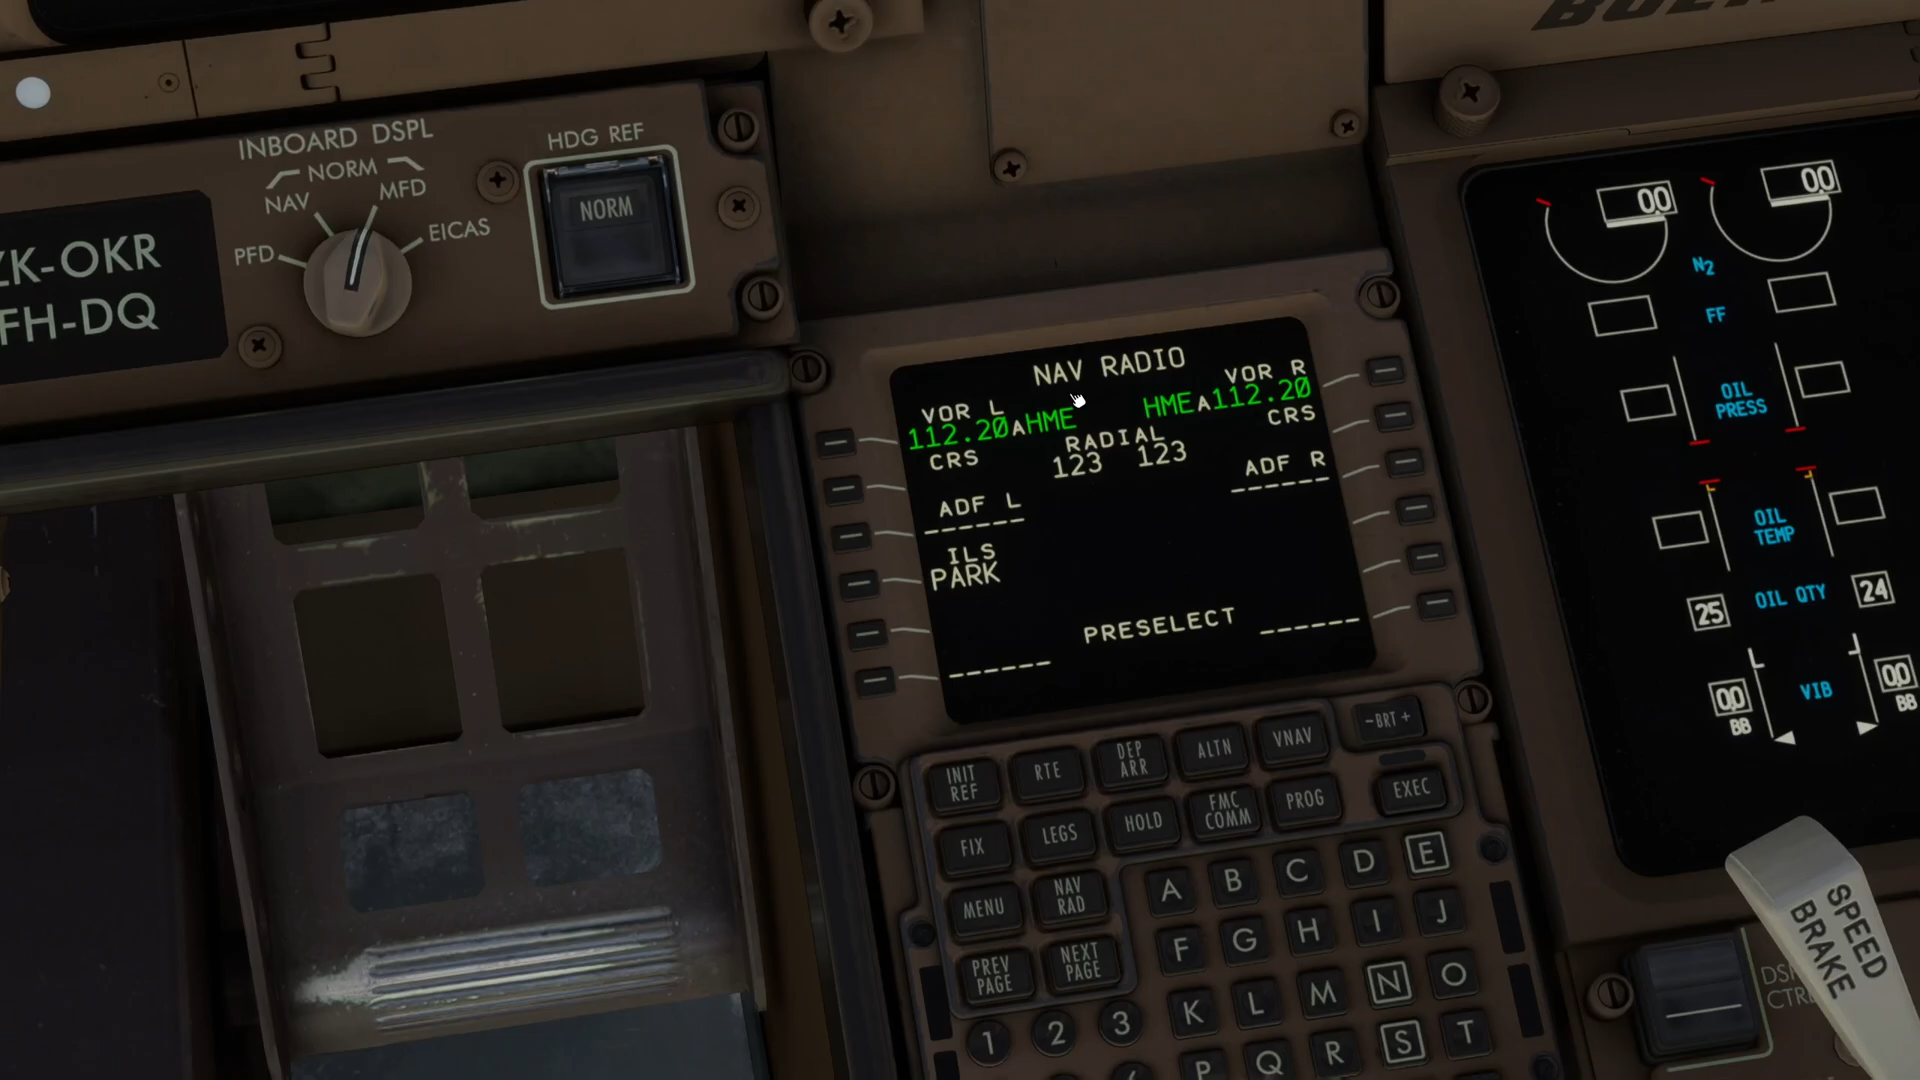 BOEI
INBOARD DSPL
NORM
NAV MFD
PFD EICAS
HDG REF
NORM
ZK-OKR
FH-DQ
NAV RADIO
VOR L VOR R
112.20AHME HMEA112.20
CRS RADIAL CRS
123 123
ADF L ADF R
------ ------
ILS
PARK
PRESELECT
------ ------
00 00
N2
FF
OIL
PRESS
OIL
TEMP
25 OIL QTY 24
00 VIB 00
BB BB
INIT
REF
RTE
DEP
ARR
ALTN
VNAV
-BRT+
FIX
LEGS
HOLD
FMC
COMM
PROG
EXEC
MENU
NAV
RAD
PREV
PAGE
NEXT
PAGE
A B C D E
F G H I J
K L M N O
P Q R S T
1 2 3
SPEED
BRAKE